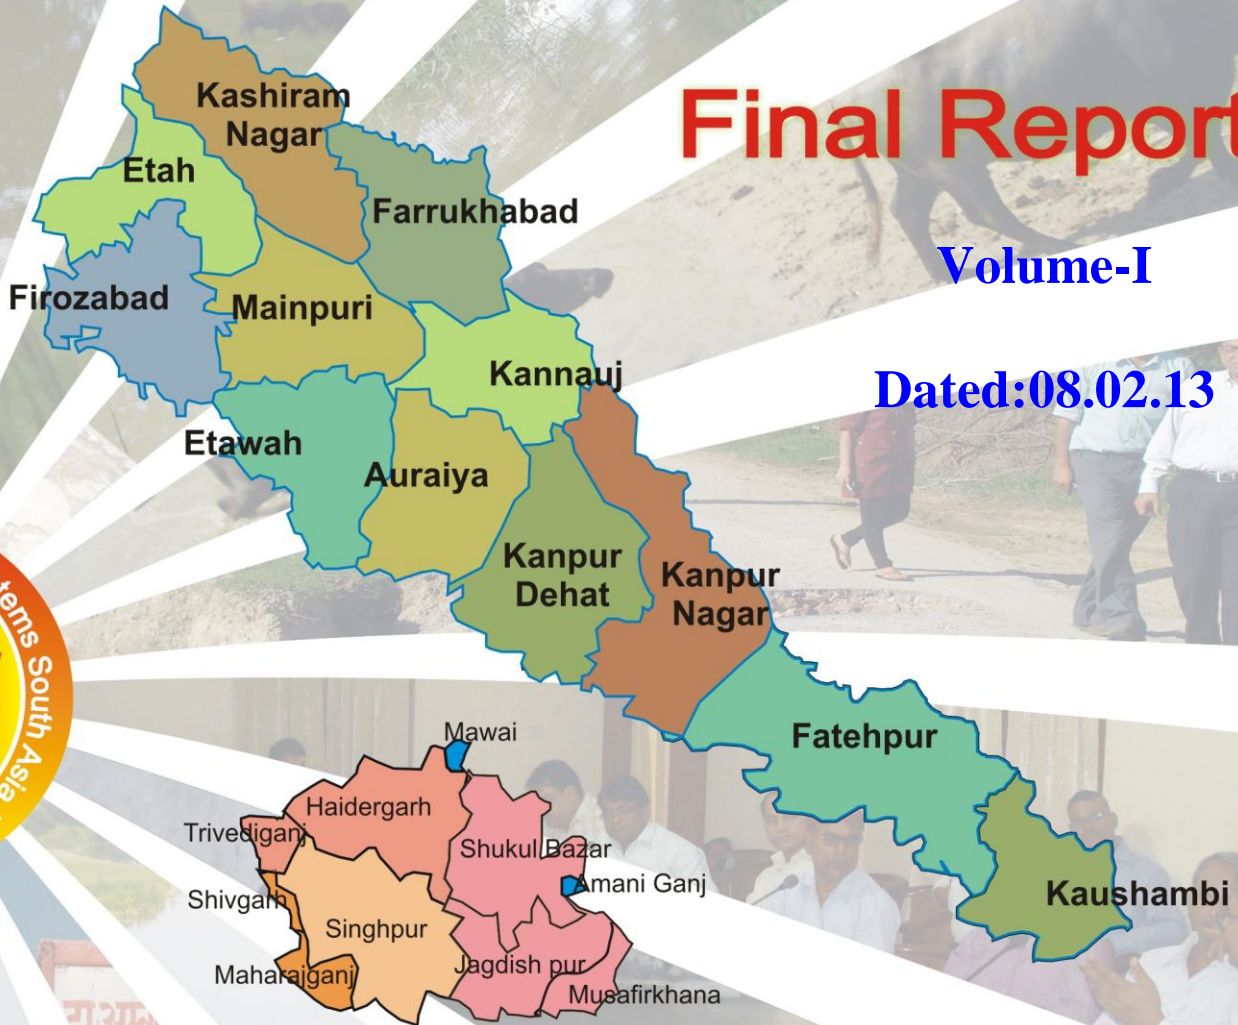 Final Report
Volume-I
Dated:08.02.13
Kashiram
Nagar
Etah
Farrukhabad
Firozabad
Mainpuri
Kannauj
Etawah
Auraiya
Kanpur
Dehat
Kanpur
Nagar
Fatehpur
Kaushambi
Mawai
Haidergarh
Trivediganj
Shukul Bazar
Amani Ganj
Shivgarh
Singhpur
Maharajganj
Jagdish pur
Musafirkhana
South Asia